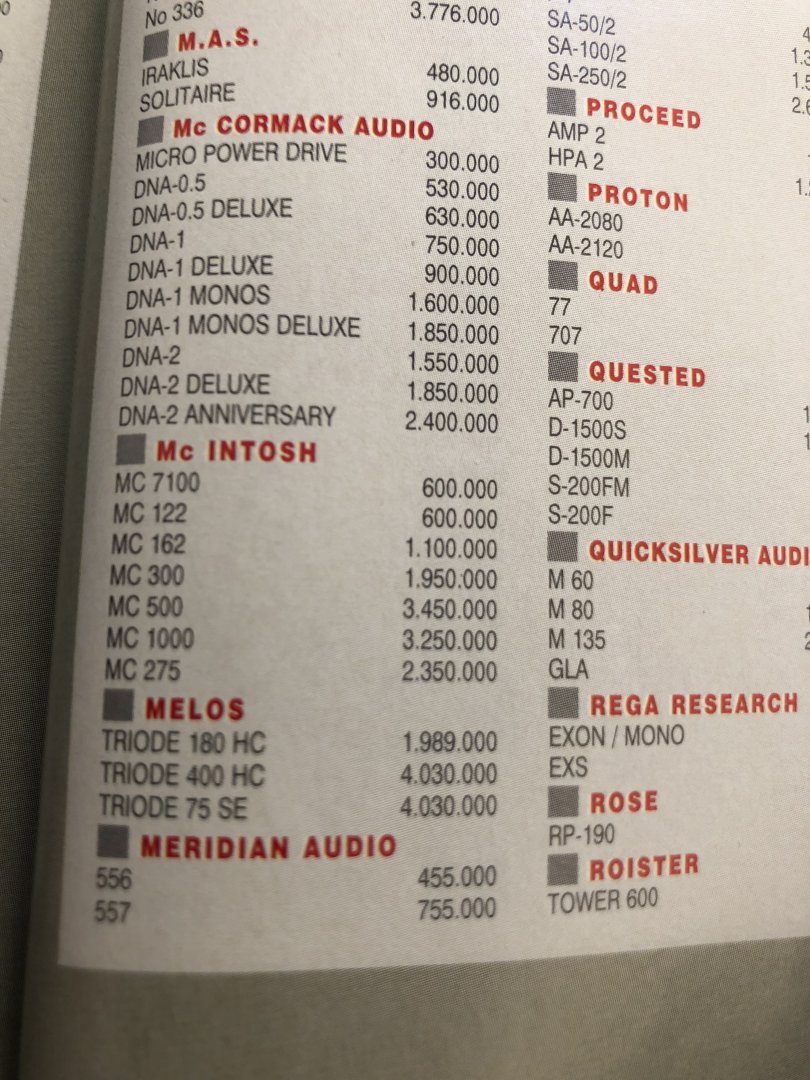 No 336 3.776.000
M.A.S.
IRAKLIS 480.000
SOLITAIRE 916.000
Mc CORMACK AUDIO
MICRO POWER DRIVE 300.000
DNA-0.5 530.000
DNA-0.5 DELUXE 630.000
DNA-1 750.000
DNA-1 DELUXE 900.000
DNA-1 MONOS 1.600.000
DNA-1 MONOS DELUXE 1.850.000
DNA-2 1.550.000
DNA-2 DELUXE 1.850.000
DNA-2 ANNIVERSARY 2.400.000
Mc INTOSH
MC 7100 600.000
MC 122 600.000
MC 162 1.100.000
MC 300 1.950.000
MC 500 3.450.000
MC 1000 3.250.000
MC 275 2.350.000
MELOS
TRIODE 180 HC 1.989.000
TRIODE 400 HC 4.030.000
TRIODE 75 SE 4.030.000
MERIDIAN AUDIO
556 455.000
557 755.000
SA-50/2
SA-100/2
SA-250/2
PROCEED
AMP 2
HPA 2
PROTON
AA-2080
AA-2120
QUAD
77
707
QUESTED
AP-700
D-1500S
D-1500M
S-200FM
S-200F
QUICKSILVER AUDI
M 60
M 80
M 135
GLA
REGA RESEARCH
EXON / MONO
EXS
ROSE
RP-190
ROISTER
TOWER 600